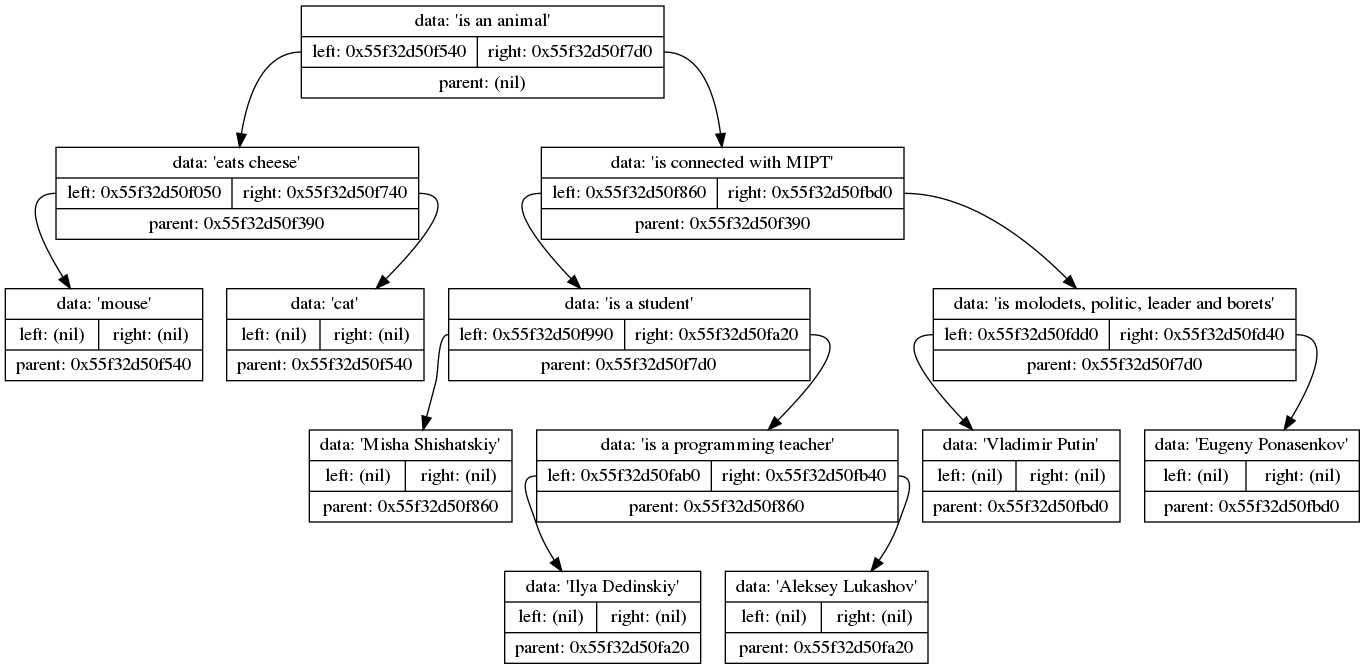 data: 'is an animal'
left: 0x55f32d50f540 right: 0x55f32d50f7d0
parent: (nil)
data: 'eats cheese'
left: 0x55f32d50f050 right: 0x55f32d50f740
parent: 0x55f32d50f390
data: 'is connected with MIPT'
left: 0x55f32d50f860 right: 0x55f32d50fbd0
parent: 0x55f32d50f390
data: 'mouse'
left: (nil) right: (nil)
parent: 0x55f32d50f540
data: 'cat'
left: (nil) right: (nil)
parent: 0x55f32d50f540
data: 'is a student'
left: 0x55f32d50f990 right: 0x55f32d50fa20
parent: 0x55f32d50f7d0
data: 'is molodets, politic, leader and borets'
left: 0x55f32d50fdd0 right: 0x55f32d50fd40
parent: 0x55f32d50f7d0
data: 'Misha Shishatskiy'
left: (nil) right: (nil)
parent: 0x55f32d50f860
data: 'is a programming teacher'
left: 0x55f32d50fab0 right: 0x55f32d50fb40
parent: 0x55f32d50f860
data: 'Vladimir Putin'
left: (nil) right: (nil)
parent: 0x55f32d50fbd0
data: 'Eugeny Ponasenkov'
left: (nil) right: (nil)
parent: 0x55f32d50fbd0
data: 'Ilya Dedinskiy'
left: (nil) right: (nil)
parent: 0x55f32d50fa20
data: 'Aleksey Lukashov'
left: (nil) right: (nil)
parent: 0x55f32d50fa20